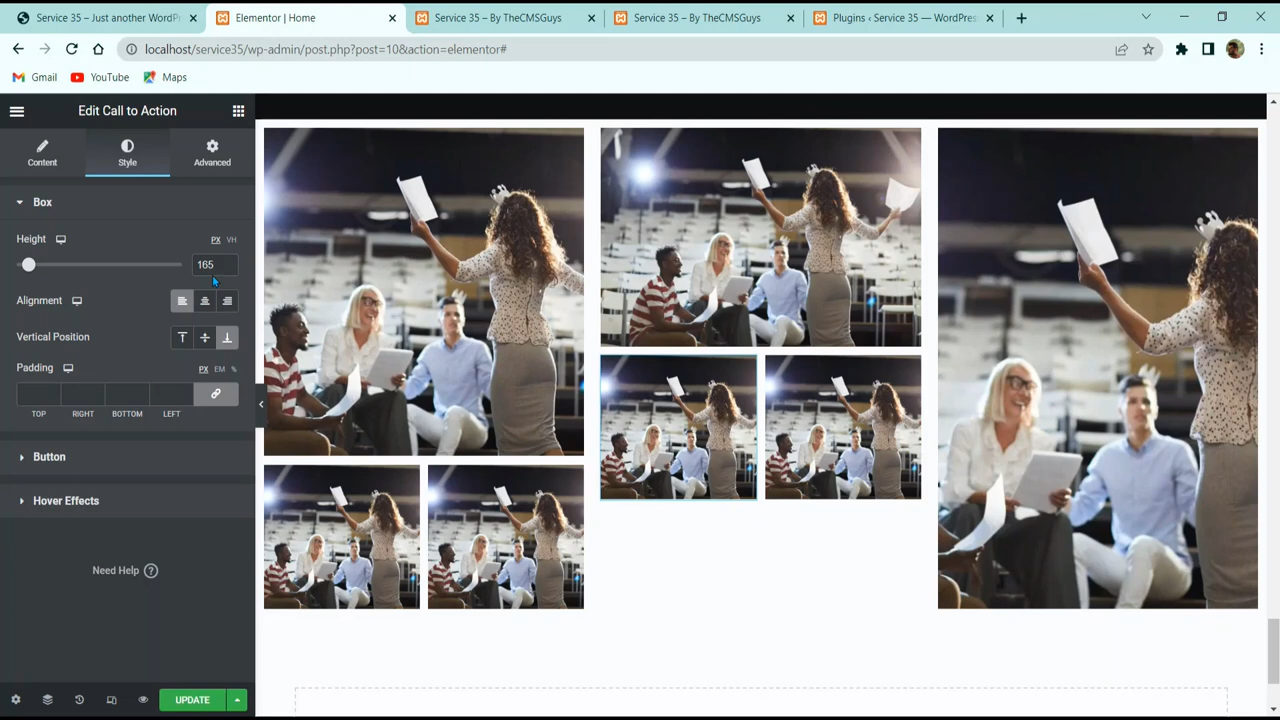 Service 35 – Just another WordPr
Elementor | Home
Service 35 – By TheCMSGuys
Service 35 – By TheCMSGuys
Plugins ‹ Service 35 — WordPres
localhost/service35/wp-admin/post.php?post=10&action=elementor#
Gmail
YouTube
Maps
Edit Call to Action
Content
Style
Advanced
Box
Height
PX VH
165
Alignment
Vertical Position
Padding
PX EM %
TOP RIGHT BOTTOM LEFT
Button
Hover Effects
Need Help ?
UPDATE